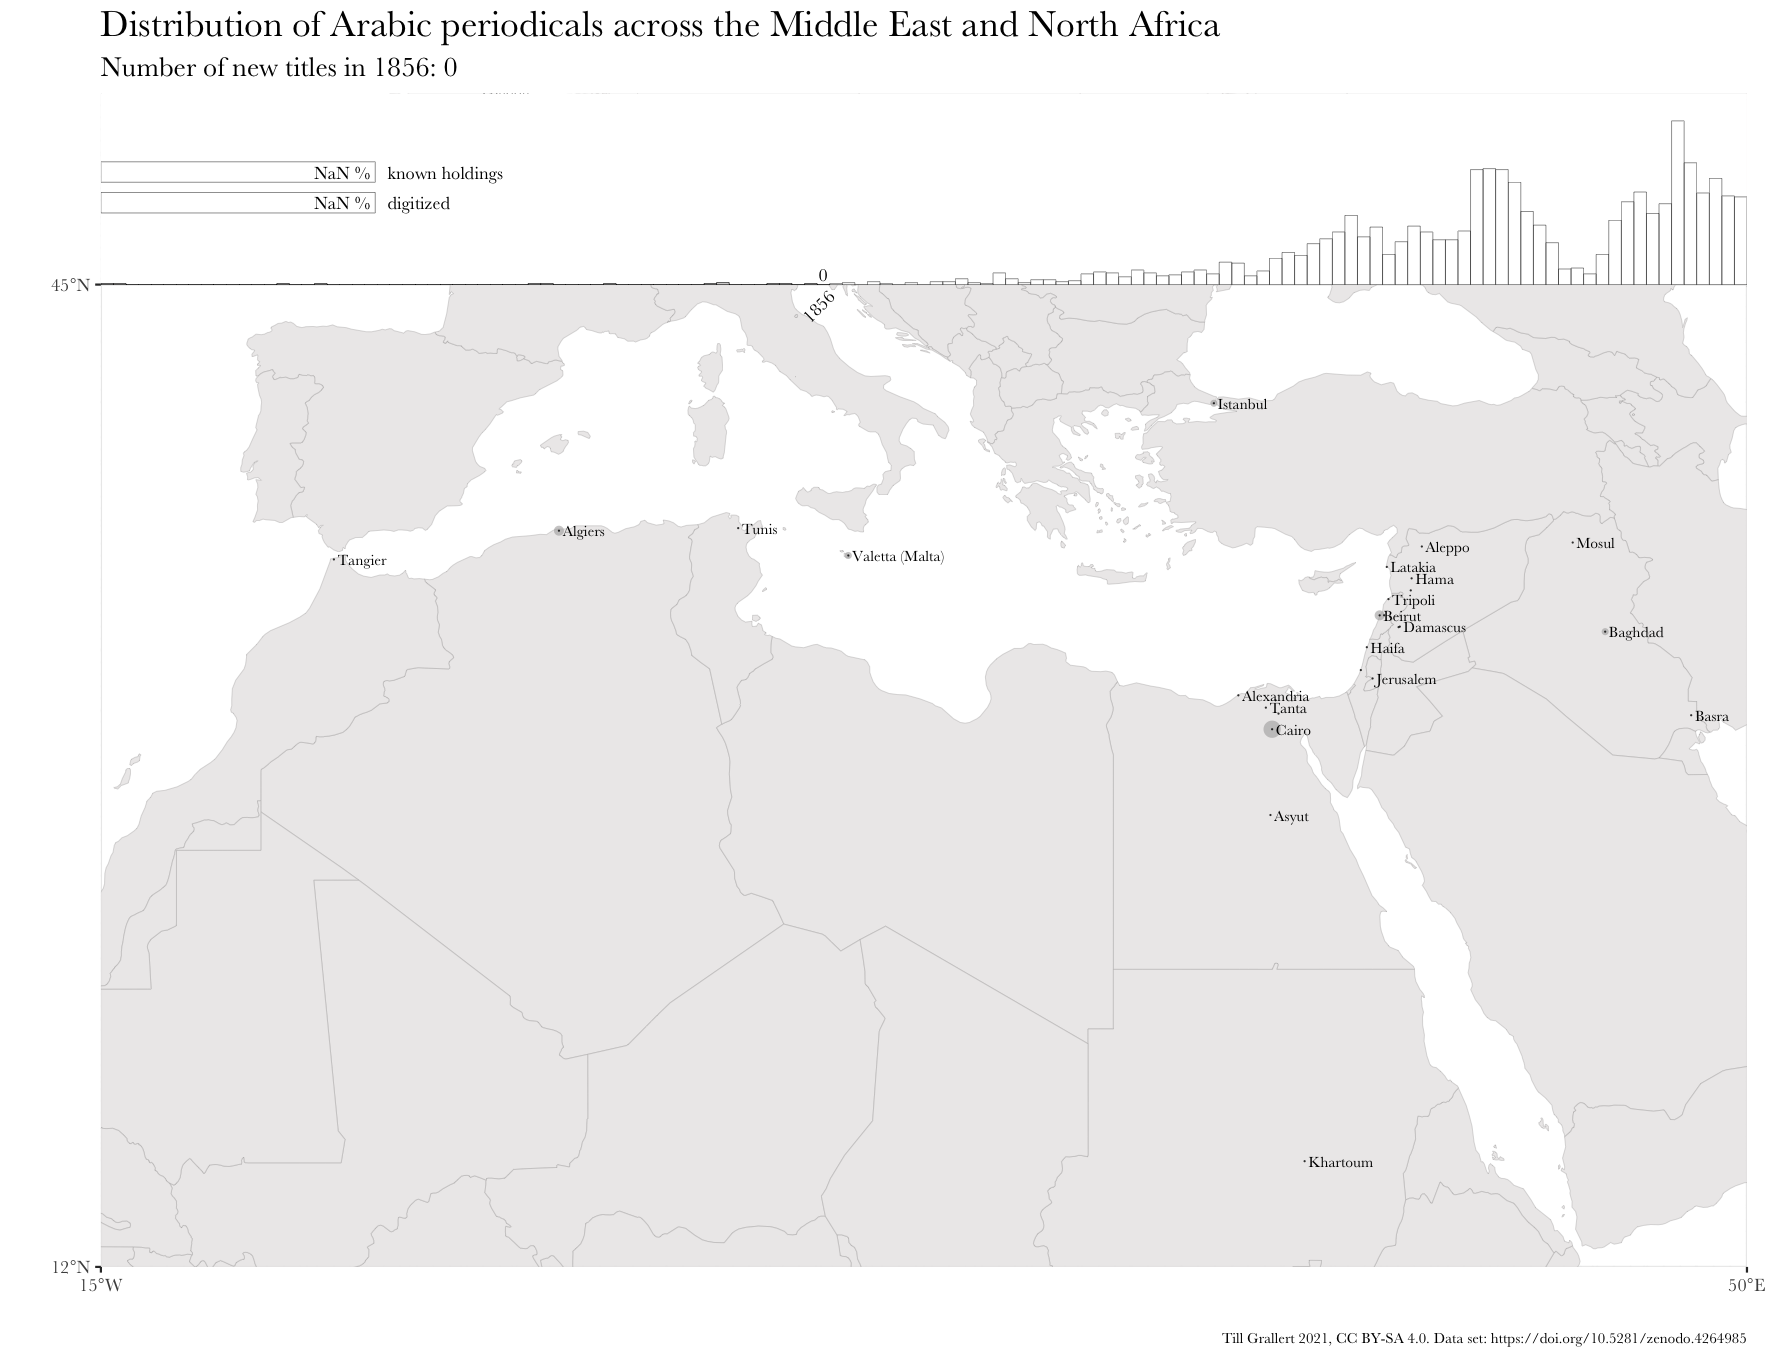 Distribution of Arabic periodicals across the Middle East and North Africa
Number of new titles in 1856: 0
NaN % known holdings
NaN % digitized
0
45°N
1856
Istanbul
Algiers
Tunis
Tangier
Valetta (Malta)
Aleppo
Mosul
Latakia
Hama
Tripoli
Beirut
Damascus
Baghdad
Haifa
Jerusalem
Alexandria
Tanta
Basra
Cairo
Asyut
Khartoum
12°N
15°W
50°E
Till Grallert 2021, CC BY-SA 4.0. Data set: https://doi.org/10.5281/zenodo.4264985